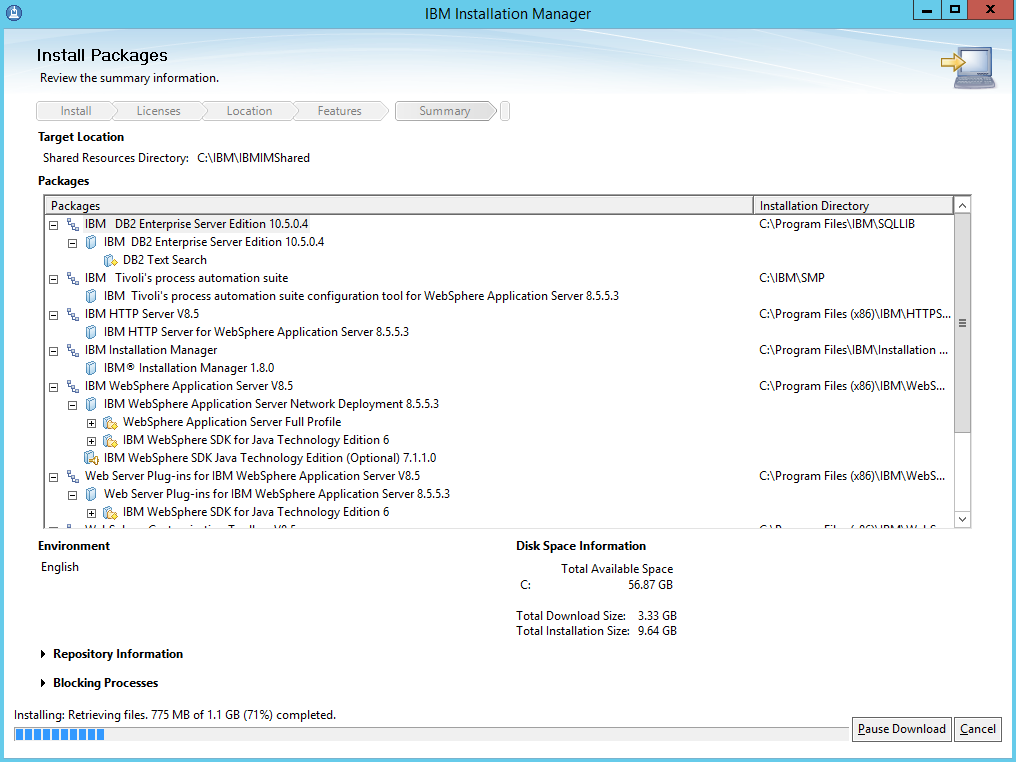 IBM Installation Manager
Install Packages
Review the summary information.
Install Licenses Location Features Summary
Target Location
Shared Resources Directory: C:\IBM\IBMIMShared
Packages
Packages Installation Directory
IBM DB2 Enterprise Server Edition 10.5.0.4 C:\Program Files\IBM\SQLLIB
IBM DB2 Enterprise Server Edition 10.5.0.4
DB2 Text Search
IBM Tivoli's process automation suite C:\IBM\SMP
IBM Tivoli's process automation suite configuration tool for WebSphere Application Server 8.5.5.3
IBM HTTP Server V8.5 C:\Program Files (x86)\IBM\HTTPS...
IBM HTTP Server for WebSphere Application Server 8.5.5.3
IBM Installation Manager C:\Program Files\IBM\Installation ...
IBM® Installation Manager 1.8.0
IBM WebSphere Application Server V8.5 C:\Program Files (x86)\IBM\WebS...
IBM WebSphere Application Server Network Deployment 8.5.5.3
WebSphere Application Server Full Profile
IBM WebSphere SDK for Java Technology Edition 6
IBM WebSphere SDK Java Technology Edition (Optional) 7.1.1.0
Web Server Plug-ins for IBM WebSphere Application Server V8.5 C:\Program Files (x86)\IBM\WebS...
Web Server Plug-ins for IBM WebSphere Application Server 8.5.5.3
IBM WebSphere SDK for Java Technology Edition 6
Environment Disk Space Information
English Total Available Space
C: 56.87 GB
Total Download Size: 3.33 GB
Total Installation Size: 9.64 GB
Repository Information
Blocking Processes
Installing: Retrieving files. 775 MB of 1.1 GB (71%) completed.
Pause Download Cancel